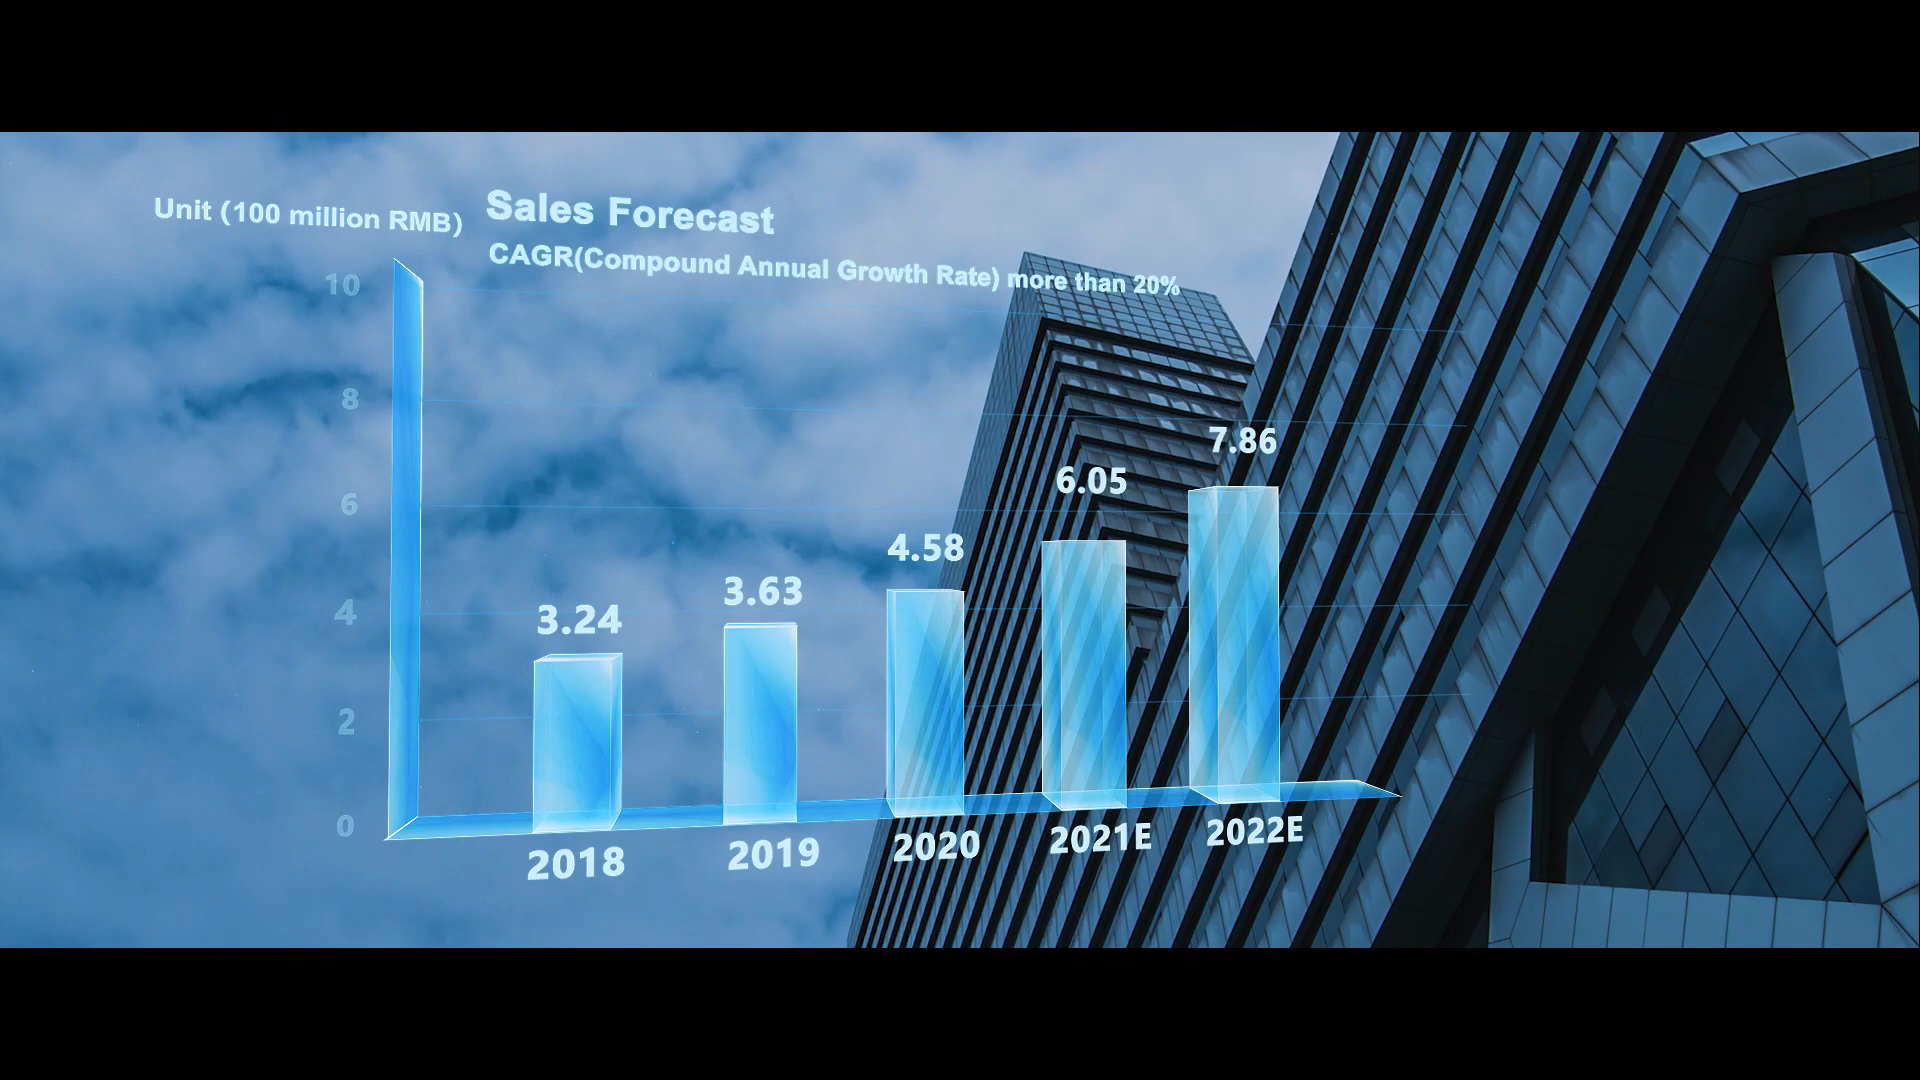 Unit (100 million RMB)
Sales Forecast
CAGR(Compound Annual Growth Rate) more than 20%
10
8
6
4
2
0
3.24
3.63
4.58
6.05
7.86
2018
2019
2020
2021E
2022E